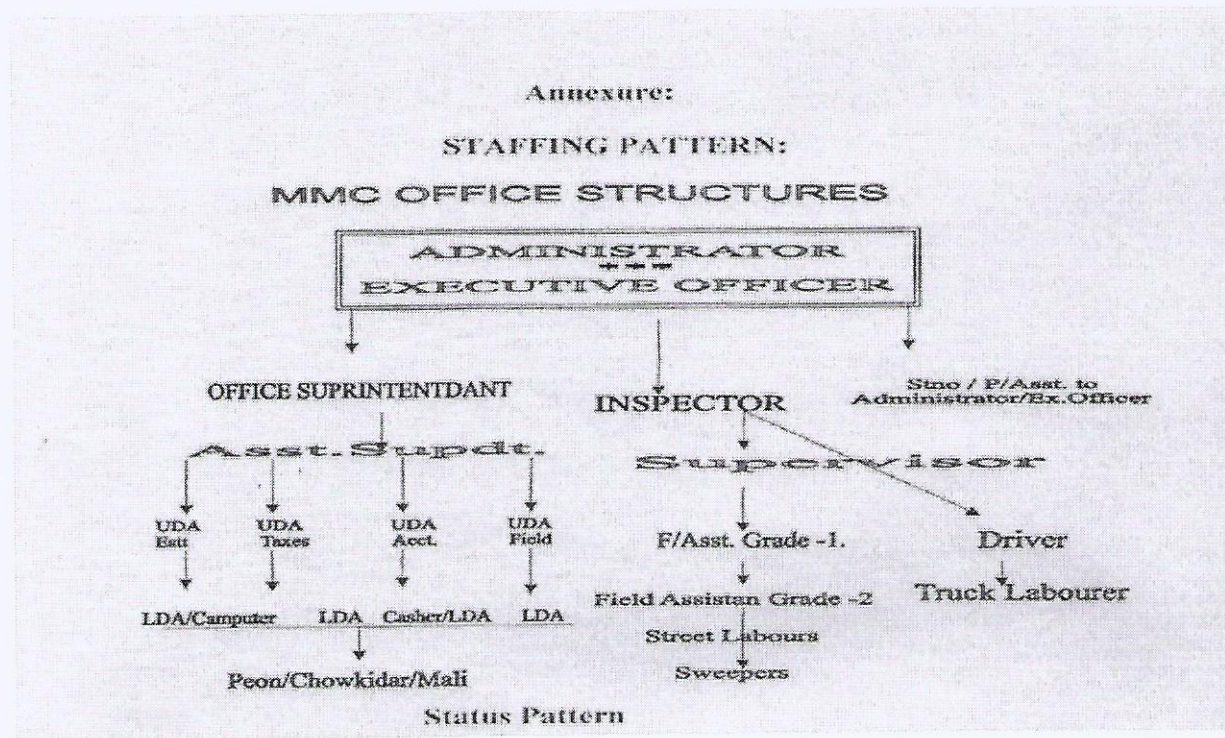 Annexure:
STAFFING PATTERN:
MMC OFFICE STRUCTURES
ADMINISTRATOR
EXECUTIVE OFFICER
OFFICE SUPRINTENTDANT
INSPECTOR
Stno / P/Asst. to
Administrator/Ex.Officer
Asst.Supdt.
Supervisor
UDA
Estt
UDA
Taxes
UDA
Acct.
UDA
Field
F/Asst. Grade -1.
Driver
LDA/Camputer
LDA
Casher/LDA
LDA
Field Assistan Grade -2
Truck Labourer
Street Labours
Sweepers
Peon/Chowkidar/Mali
Status Pattern